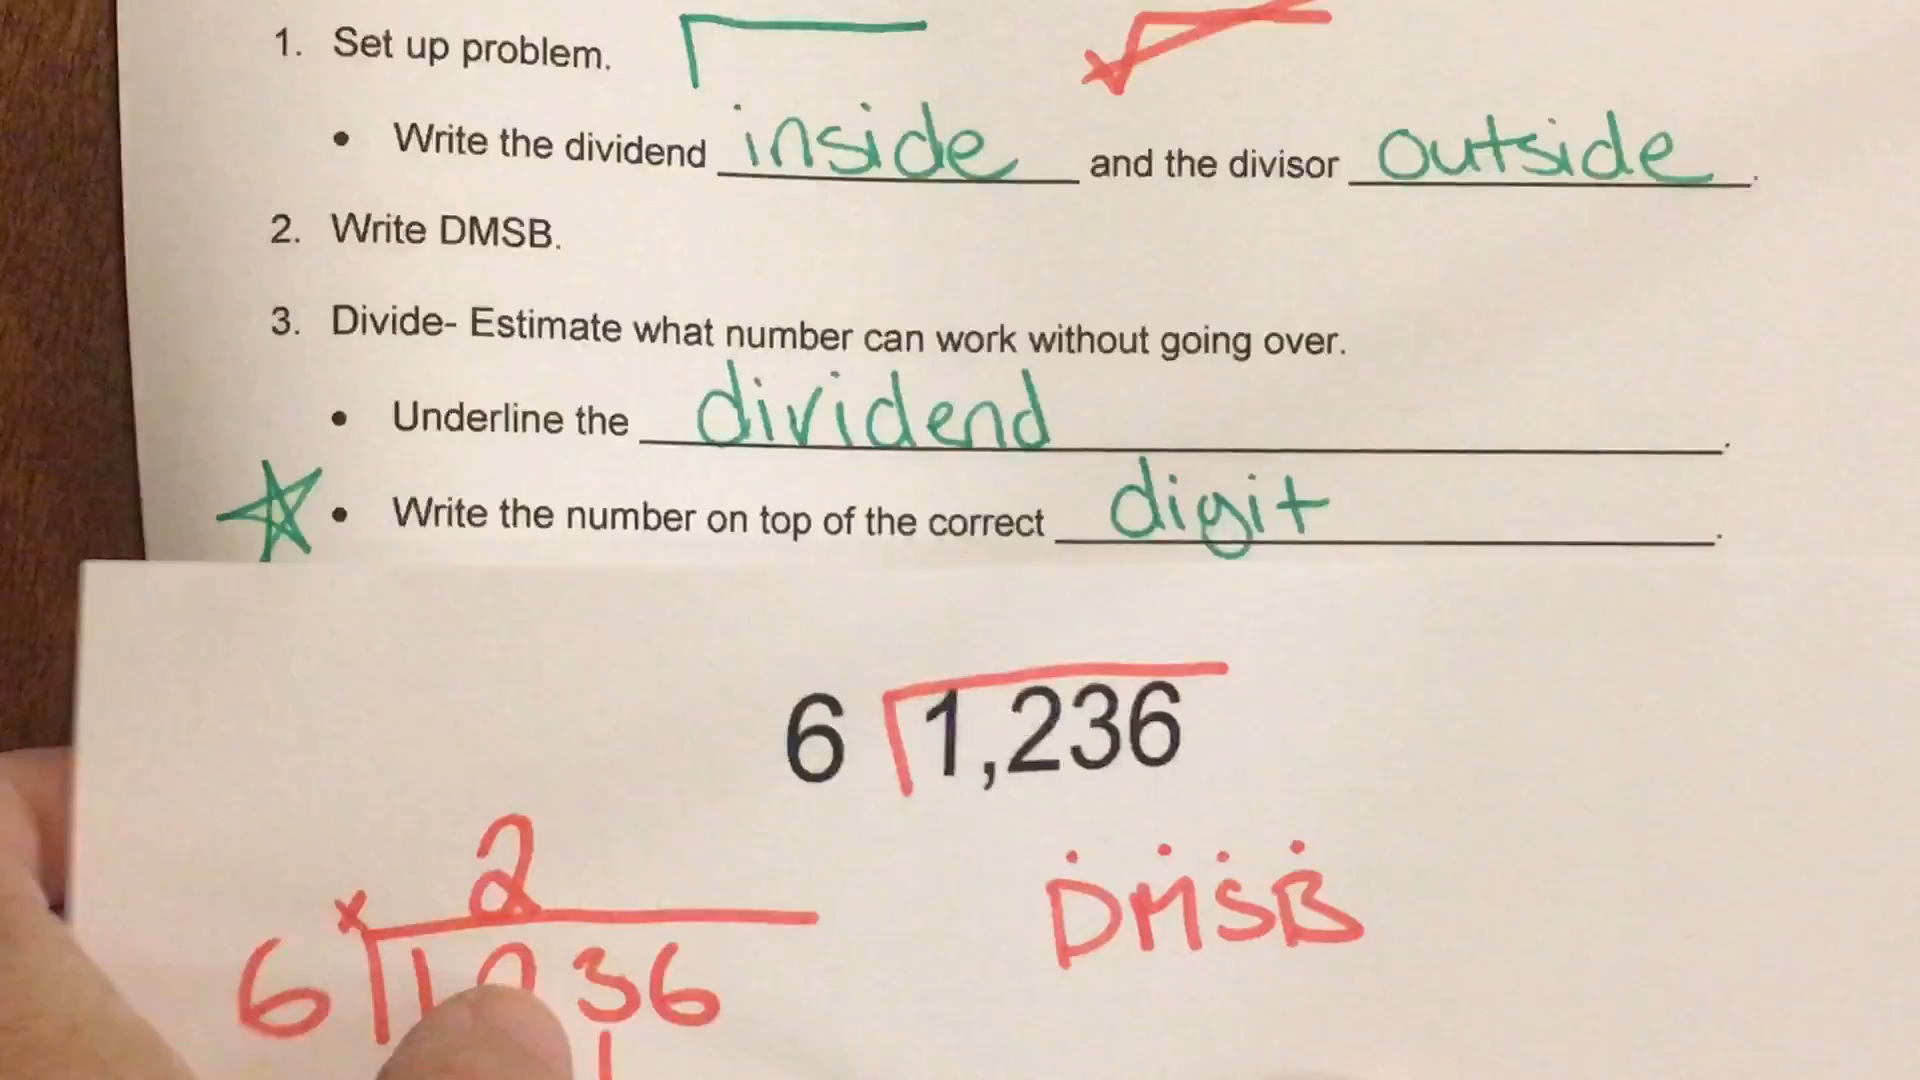 1. Set up problem.
• Write the dividend inside and the divisor outside.
2. Write DMSB.
3. Divide- Estimate what number can work without going over.
• Underline the dividend.
• Write the number on top of the correct digit.
6 1,236
2
x
6 1236
DMSB